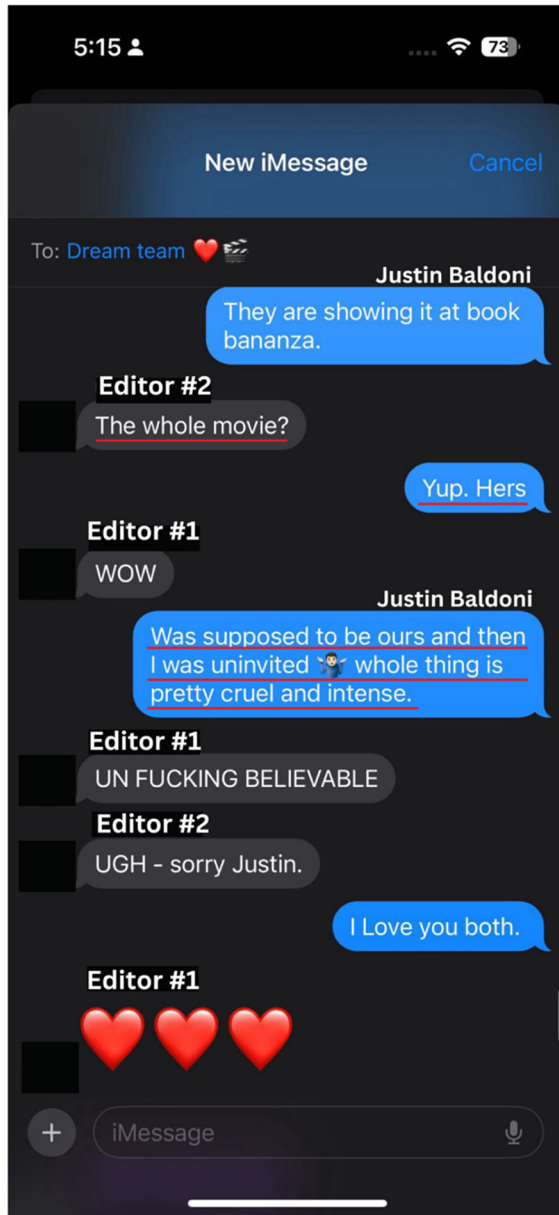 5:15
73
New iMessage
Cancel
To: Dream team ❤️🎬
Justin Baldoni
They are showing it at book
bananza.
Editor #2
The whole movie?
Yup. Hers
Editor #1
WOW
Justin Baldoni
Was supposed to be ours and then
I was uninvited 🤷🏻‍♂️ whole thing is
pretty cruel and intense.
Editor #1
UN FUCKING BELIEVABLE
Editor #2
UGH - sorry Justin.
I Love you both.
Editor #1
❤️❤️❤️
iMessage